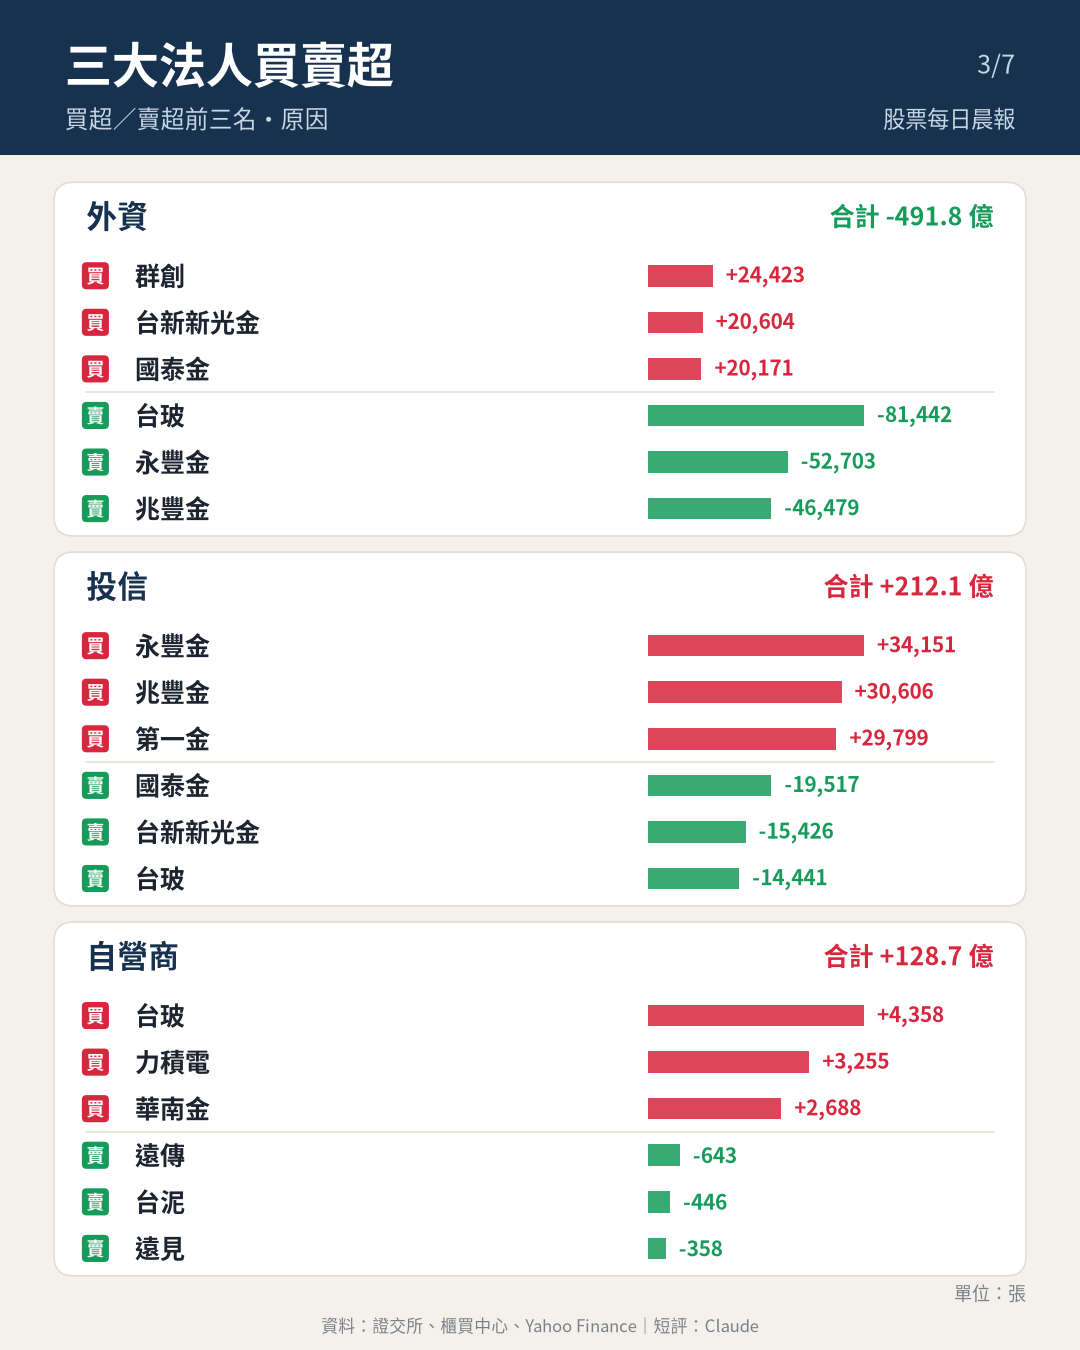 三大法人買賣超
3/7
買超／賣超前三名・原因
股票每日晨報
外資
合計 -491.8 億
買 群創 +24,423
買 台新新光金 +20,604
買 國泰金 +20,171
賣 台玻 -81,442
賣 永豐金 -52,703
賣 兆豐金 -46,479
投信
合計 +212.1 億
買 永豐金 +34,151
買 兆豐金 +30,606
買 第一金 +29,799
賣 國泰金 -19,517
賣 台新新光金 -15,426
賣 台玻 -14,441
自營商
合計 +128.7 億
買 台玻 +4,358
買 力積電 +3,255
買 華南金 +2,688
賣 遠傳 -643
賣 台泥 -446
賣 遠見 -358
單位：張
資料：證交所、櫃買中心、Yahoo Finance｜短評：Claude